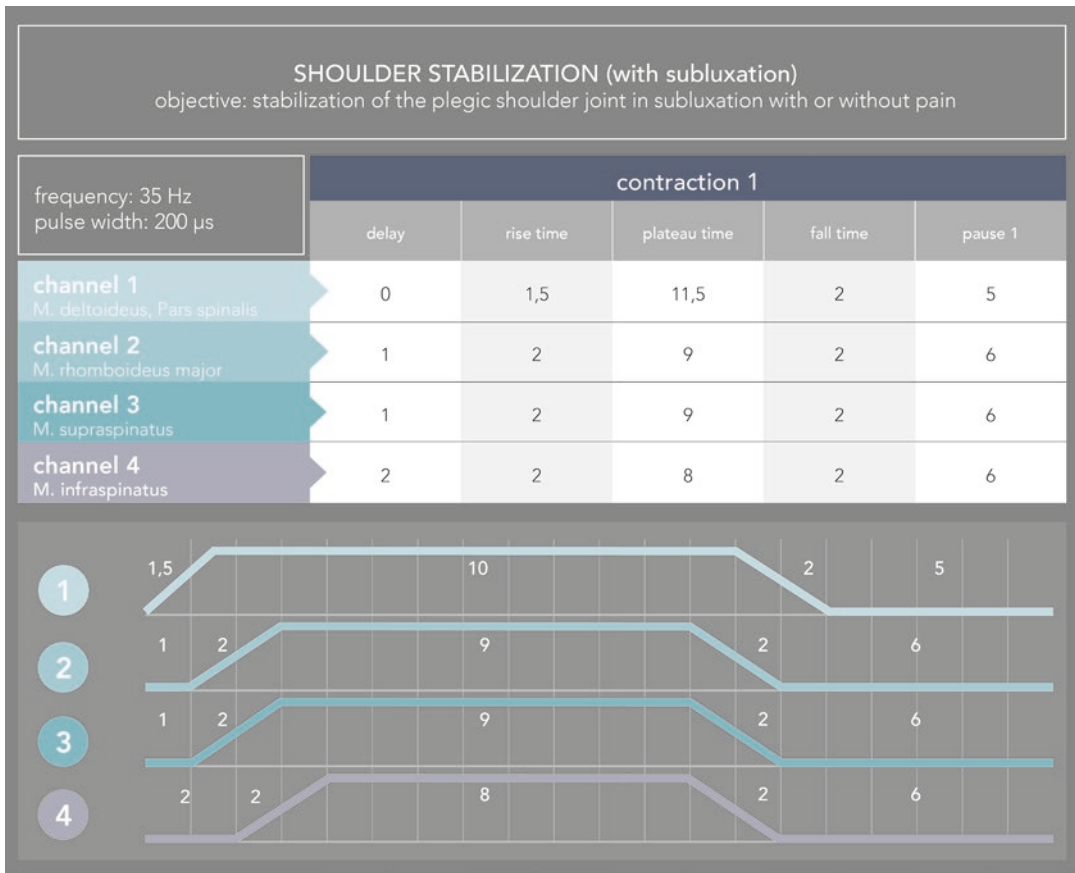 SHOULDER STABILIZATION (with subluxation)
objective: stabilization of the plegic shoulder joint in subluxation with or without pain
frequency: 35 Hz
pulse width: 200 µs
contraction 1
delay rise time plateau time fall time pause 1
channel 1
M. deltoideus, Pars spinalis
0 1,5 11,5 2 5
channel 2
M. rhomboideus major
1 2 9 2 6
channel 3
M. supraspinatus
1 2 9 2 6
channel 4
M. infraspinatus
2 2 8 2 6
1 1,5 10 2 5
2 1 2 9 2 6
3 1 2 9 2 6
4 2 2 8 2 6